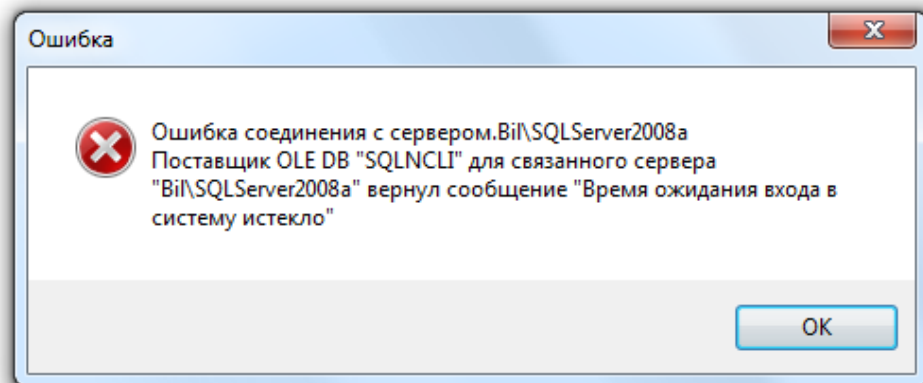 Ошибка
Ошибка соединения с сервером.Bil\SQLServer2008a
Поставщик OLE DB "SQLNCLI" для связанного сервера
"Bil\SQLServer2008a" вернул сообщение "Время ожидания входа в
систему истекло"
OK